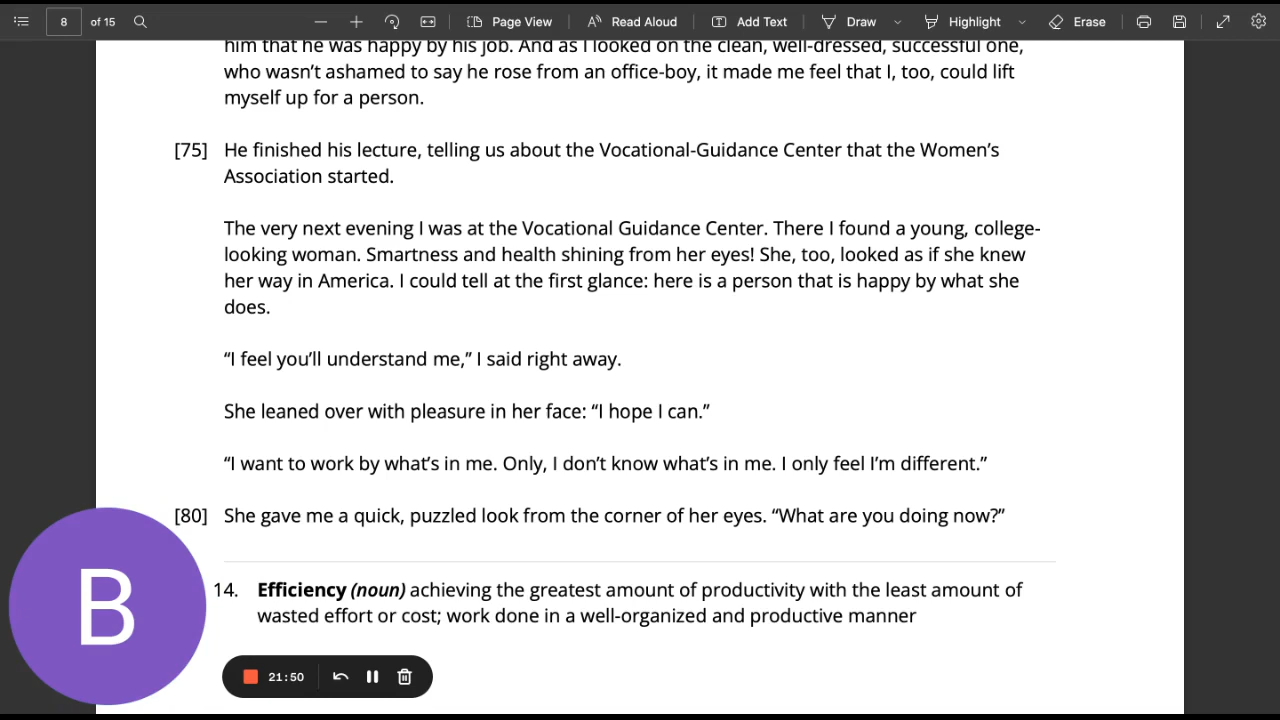 8 of 15 Page View Read Aloud Add Text Draw Highlight Erase
him that he was happy by his job. And as I looked on the clean, well-dressed, successful one,
who wasn’t ashamed to say he rose from an office-boy, it made me feel that I, too, could lift
myself up for a person.
[75] He finished his lecture, telling us about the Vocational-Guidance Center that the Women’s
Association started.
The very next evening I was at the Vocational Guidance Center. There I found a young, college-
looking woman. Smartness and health shining from her eyes! She, too, looked as if she knew
her way in America. I could tell at the first glance: here is a person that is happy by what she
does.
“I feel you’ll understand me,” I said right away.
She leaned over with pleasure in her face: “I hope I can.”
“I want to work by what’s in me. Only, I don’t know what’s in me. I only feel I’m different.”
[80] She gave me a quick, puzzled look from the corner of her eyes. “What are you doing now?”
14. Efficiency (noun) achieving the greatest amount of productivity with the least amount of
wasted effort or cost; work done in a well-organized and productive manner
B
21:50